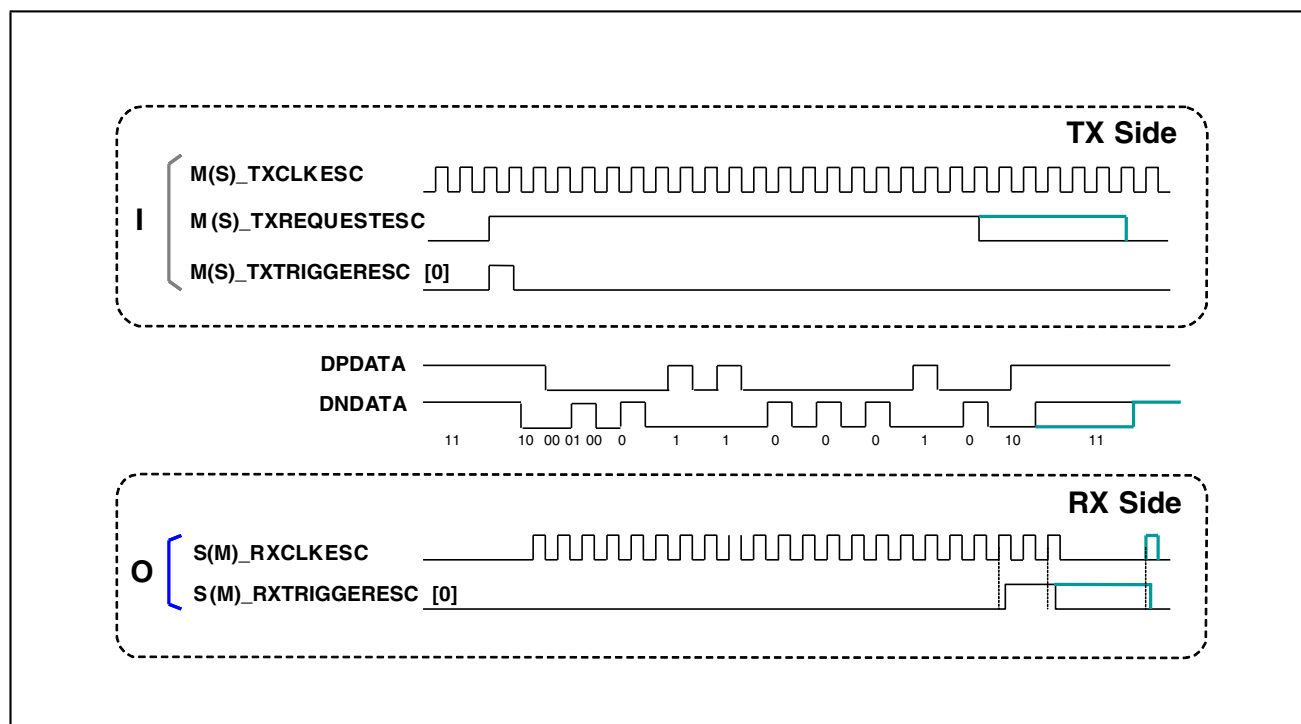 TX Side
I
M(S)_TXCLKESC
M(S)_TXREQUESTESC
M(S)_TXTRIGGERESC [0]
DPDATA
DNDATA
11 10 00 01 00 0 1 1 0 0 0 1 0 10 11
RX Side
O
S(M)_RXCLKESC
S(M)_RXTRIGGERESC [0]